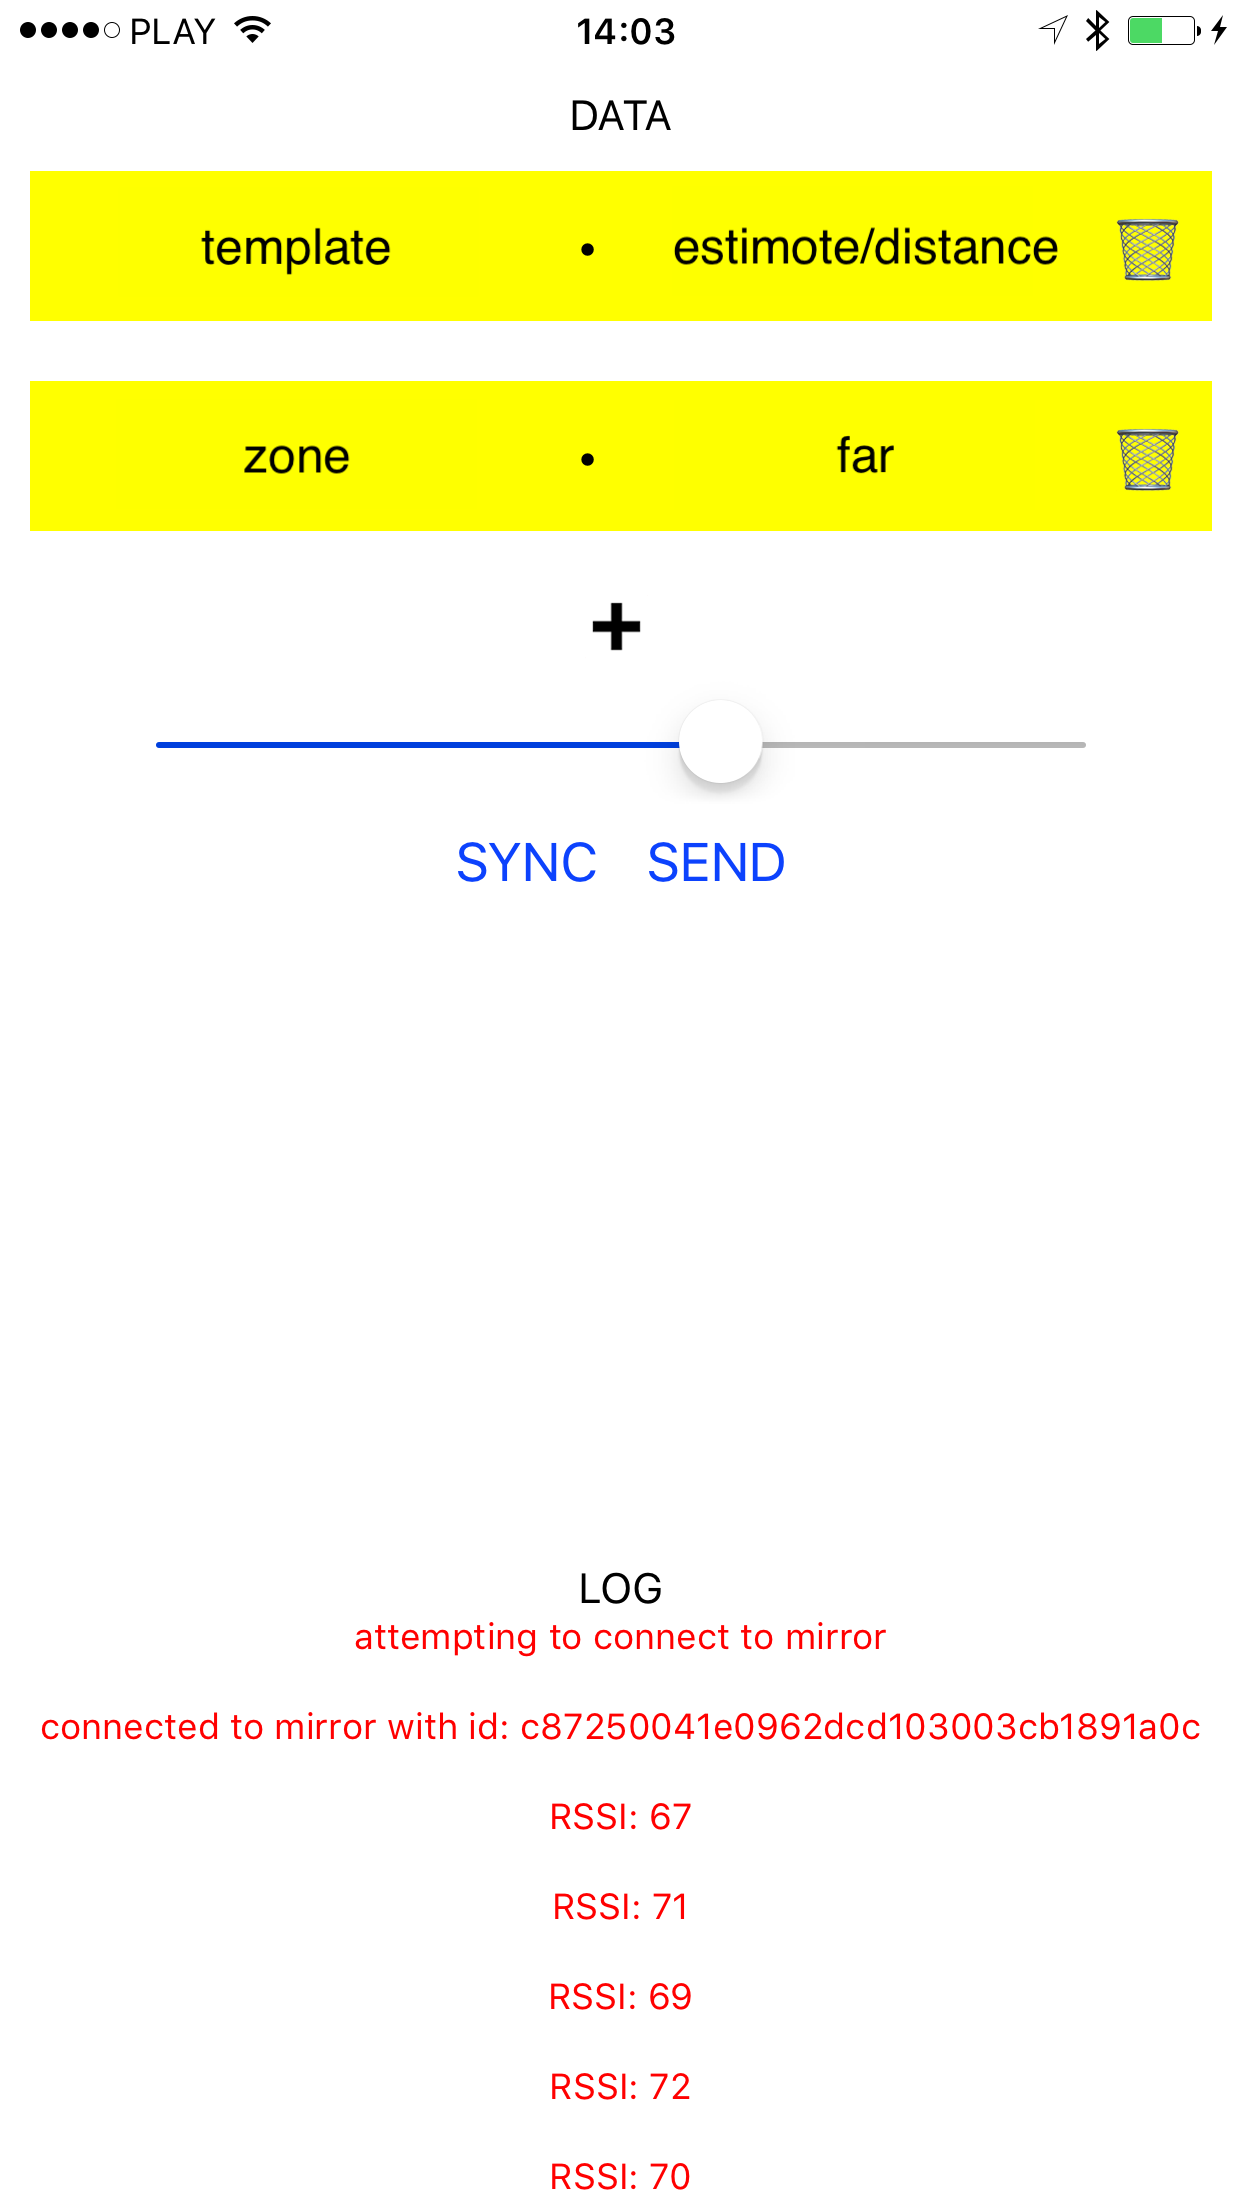 PLAY 14:03
DATA
template • estimote/distance
zone • far
+
SYNC SEND
LOG
attempting to connect to mirror
connected to mirror with id: c87250041e0962dcd103003cb1891a0c
RSSI: 67
RSSI: 71
RSSI: 69
RSSI: 72
RSSI: 70